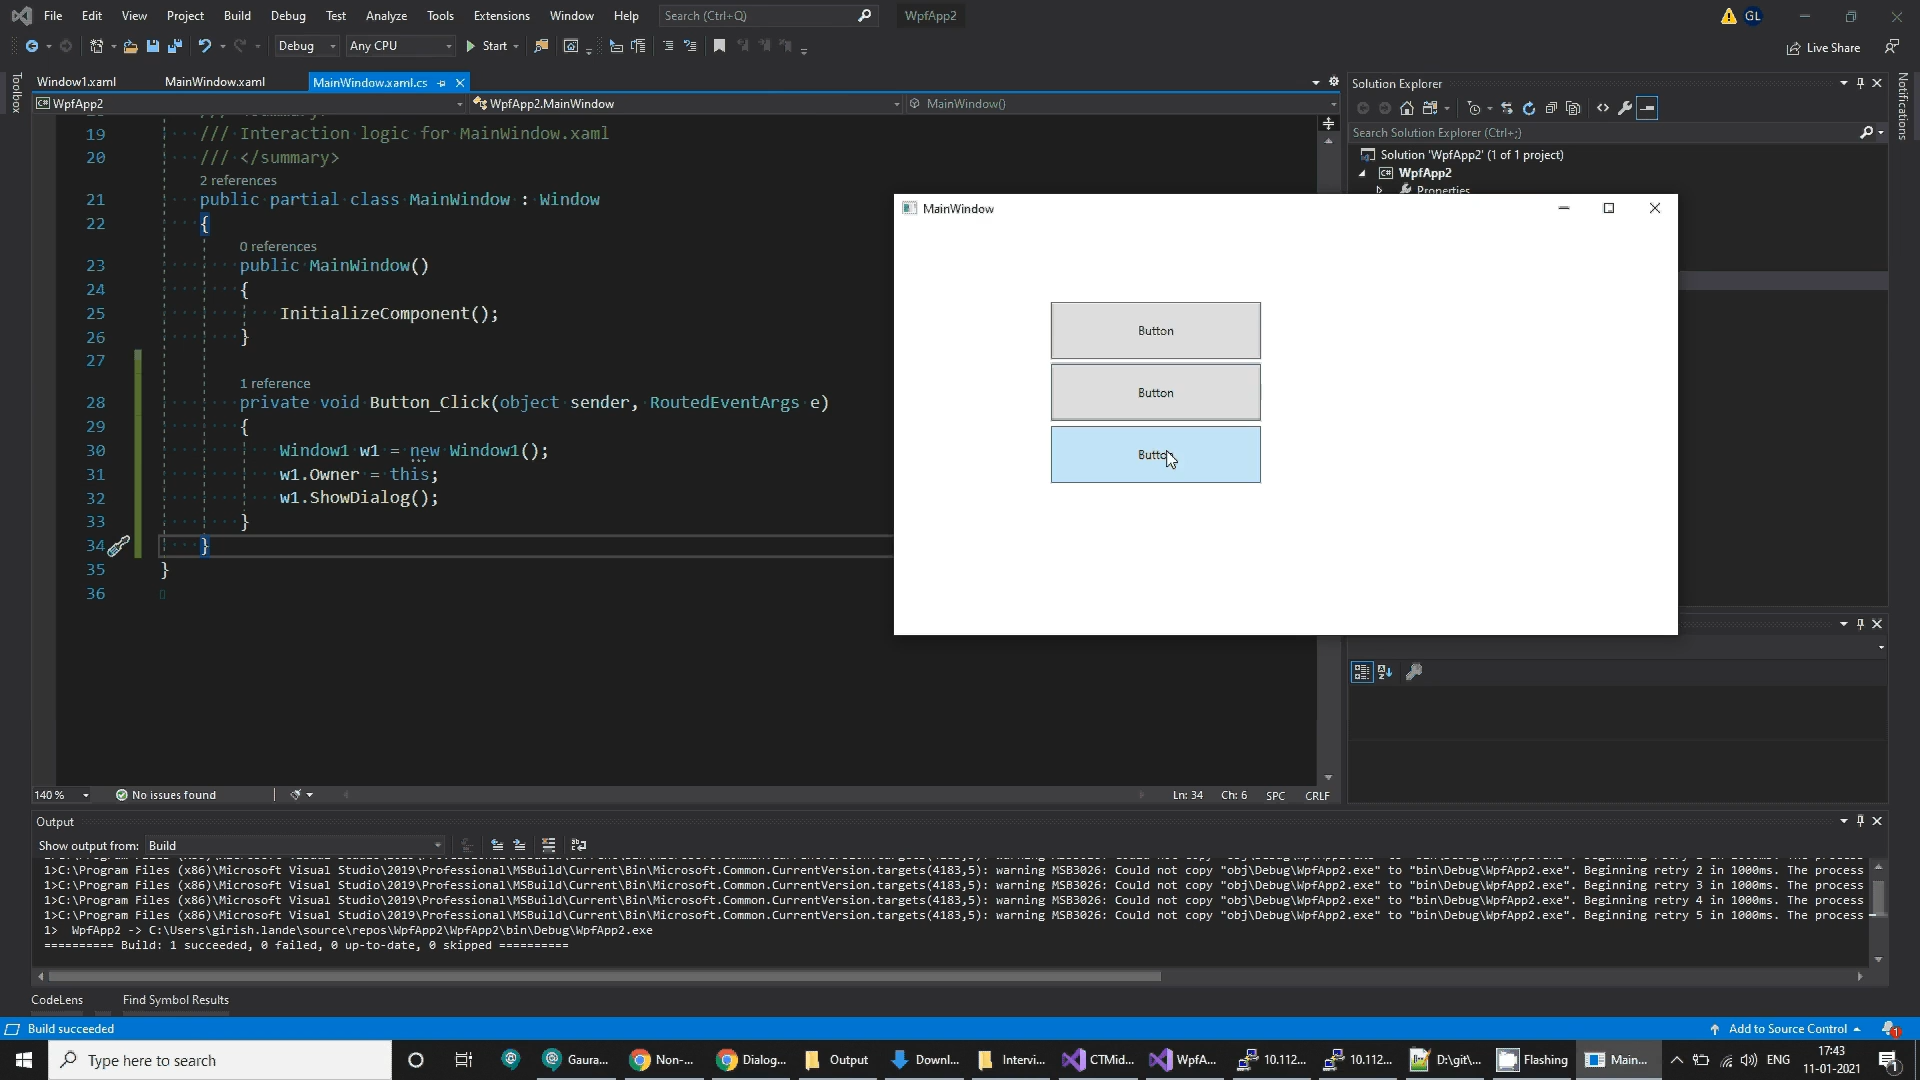 File Edit View Project Build Debug Test Analyze Tools Extensions Window Help Search (Ctrl+Q) WpfApp2 GL
Debug Any CPU Start Live Share
Toolbox
Window1.xaml MainWindow.xaml MainWindow.xaml.cs
WpfApp2 WpfApp2.MainWindow MainWindow()
19 /// Interaction logic for MainWindow.xaml
20 /// </summary>
2 references
21 public partial class MainWindow : Window
22 {
0 references
23 public MainWindow()
24 {
25 InitializeComponent();
26 }
27
1 reference
28 private void Button_Click(object sender, RoutedEventArgs e)
29 {
30 Window1 w1 = new Window1();
31 w1.Owner = this;
32 w1.ShowDialog();
33 }
34 }
35 }
36
140 % No issues found Ln: 34 Ch: 6 SPC CRLF
Solution Explorer
Search Solution Explorer (Ctrl+;)
Solution 'WpfApp2' (1 of 1 project)
WpfApp2
Properties
Notifications
MainWindow
Button
Button
Button
Output
Show output from: Build
1>C:\Program Files (x86)\Microsoft Visual Studio\2019\Professional\MSBuild\Current\Bin\Microsoft.Common.CurrentVersion.targets(4183,5): warning MSB3026: Could not copy "obj\Debug\WpfApp2.exe" to "bin\Debug\WpfApp2.exe". Beginning retry 2 in 1000ms. The process
1>C:\Program Files (x86)\Microsoft Visual Studio\2019\Professional\MSBuild\Current\Bin\Microsoft.Common.CurrentVersion.targets(4183,5): warning MSB3026: Could not copy "obj\Debug\WpfApp2.exe" to "bin\Debug\WpfApp2.exe". Beginning retry 3 in 1000ms. The process
1>C:\Program Files (x86)\Microsoft Visual Studio\2019\Professional\MSBuild\Current\Bin\Microsoft.Common.CurrentVersion.targets(4183,5): warning MSB3026: Could not copy "obj\Debug\WpfApp2.exe" to "bin\Debug\WpfApp2.exe". Beginning retry 4 in 1000ms. The process
1>C:\Program Files (x86)\Microsoft Visual Studio\2019\Professional\MSBuild\Current\Bin\Microsoft.Common.CurrentVersion.targets(4183,5): warning MSB3026: Could not copy "obj\Debug\WpfApp2.exe" to "bin\Debug\WpfApp2.exe". Beginning retry 5 in 1000ms. The process
1> WpfApp2 -> C:\Users\girish.lande\source\repos\WpfApp2\WpfApp2\bin\Debug\WpfApp2.exe
========== Build: 1 succeeded, 0 failed, 0 up-to-date, 0 skipped ==========
CodeLens Find Symbol Results
Build succeeded Add to Source Control 1
Type here to search Gaura... Non-... Dialog... Output Downl... Intervi... CTMid... WpfA... 10.112... 10.112... D:\git\... Flashing Main... ENG 17:43
11-01-2021 1